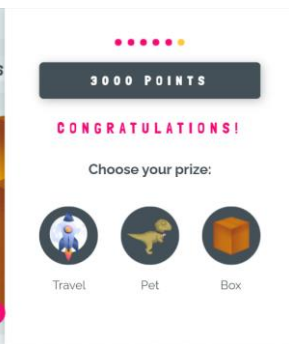 3000 POINTS
CONGRATULATIONS!
Choose your prize:
Travel Pet Box